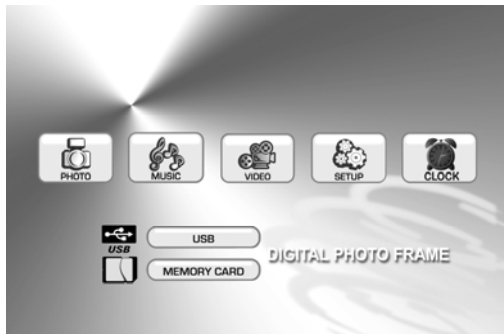 PHOTO
MUSIC
VIDEO
SETUP
CLOCK
USB
USB
DIGITAL PHOTO FRAME
MEMORY CARD